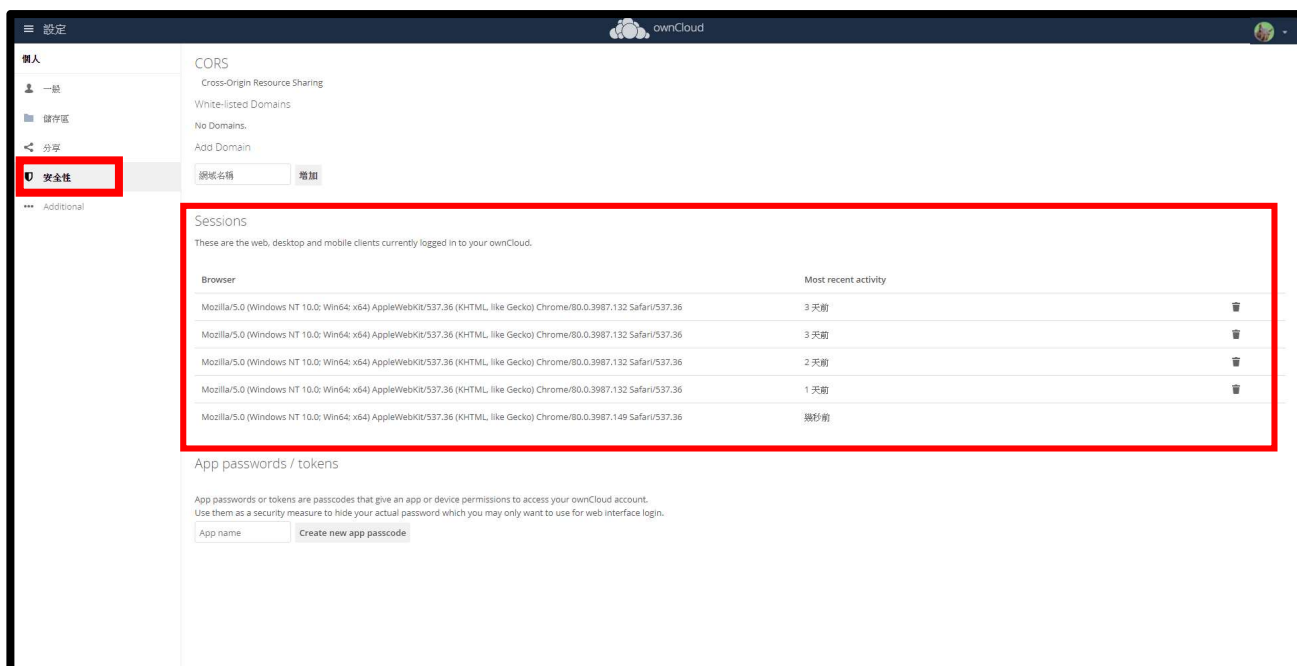 設定
ownCloud
個人
一般
儲存區
分享
安全性
Additional
CORS
Cross-Origin Resource Sharing
White-listed Domains
No Domains.
Add Domain
網域名稱 增加
Sessions
These are the web, desktop and mobile clients currently logged in to your ownCloud.
Browser Most recent activity
Mozilla/5.0 (Windows NT 10.0; Win64; x64) AppleWebKit/537.36 (KHTML, like Gecko) Chrome/80.0.3987.132 Safari/537.36 3 天前
Mozilla/5.0 (Windows NT 10.0; Win64; x64) AppleWebKit/537.36 (KHTML, like Gecko) Chrome/80.0.3987.132 Safari/537.36 3 天前
Mozilla/5.0 (Windows NT 10.0; Win64; x64) AppleWebKit/537.36 (KHTML, like Gecko) Chrome/80.0.3987.132 Safari/537.36 2 天前
Mozilla/5.0 (Windows NT 10.0; Win64; x64) AppleWebKit/537.36 (KHTML, like Gecko) Chrome/80.0.3987.132 Safari/537.36 1 天前
Mozilla/5.0 (Windows NT 10.0; Win64; x64) AppleWebKit/537.36 (KHTML, like Gecko) Chrome/80.0.3987.149 Safari/537.36 幾秒前
App passwords / tokens
App passwords or tokens are passcodes that give an app or device permissions to access your ownCloud account.
Use them as a security measure to hide your actual password which you may only want to use for web interface login.
App name Create new app passcode